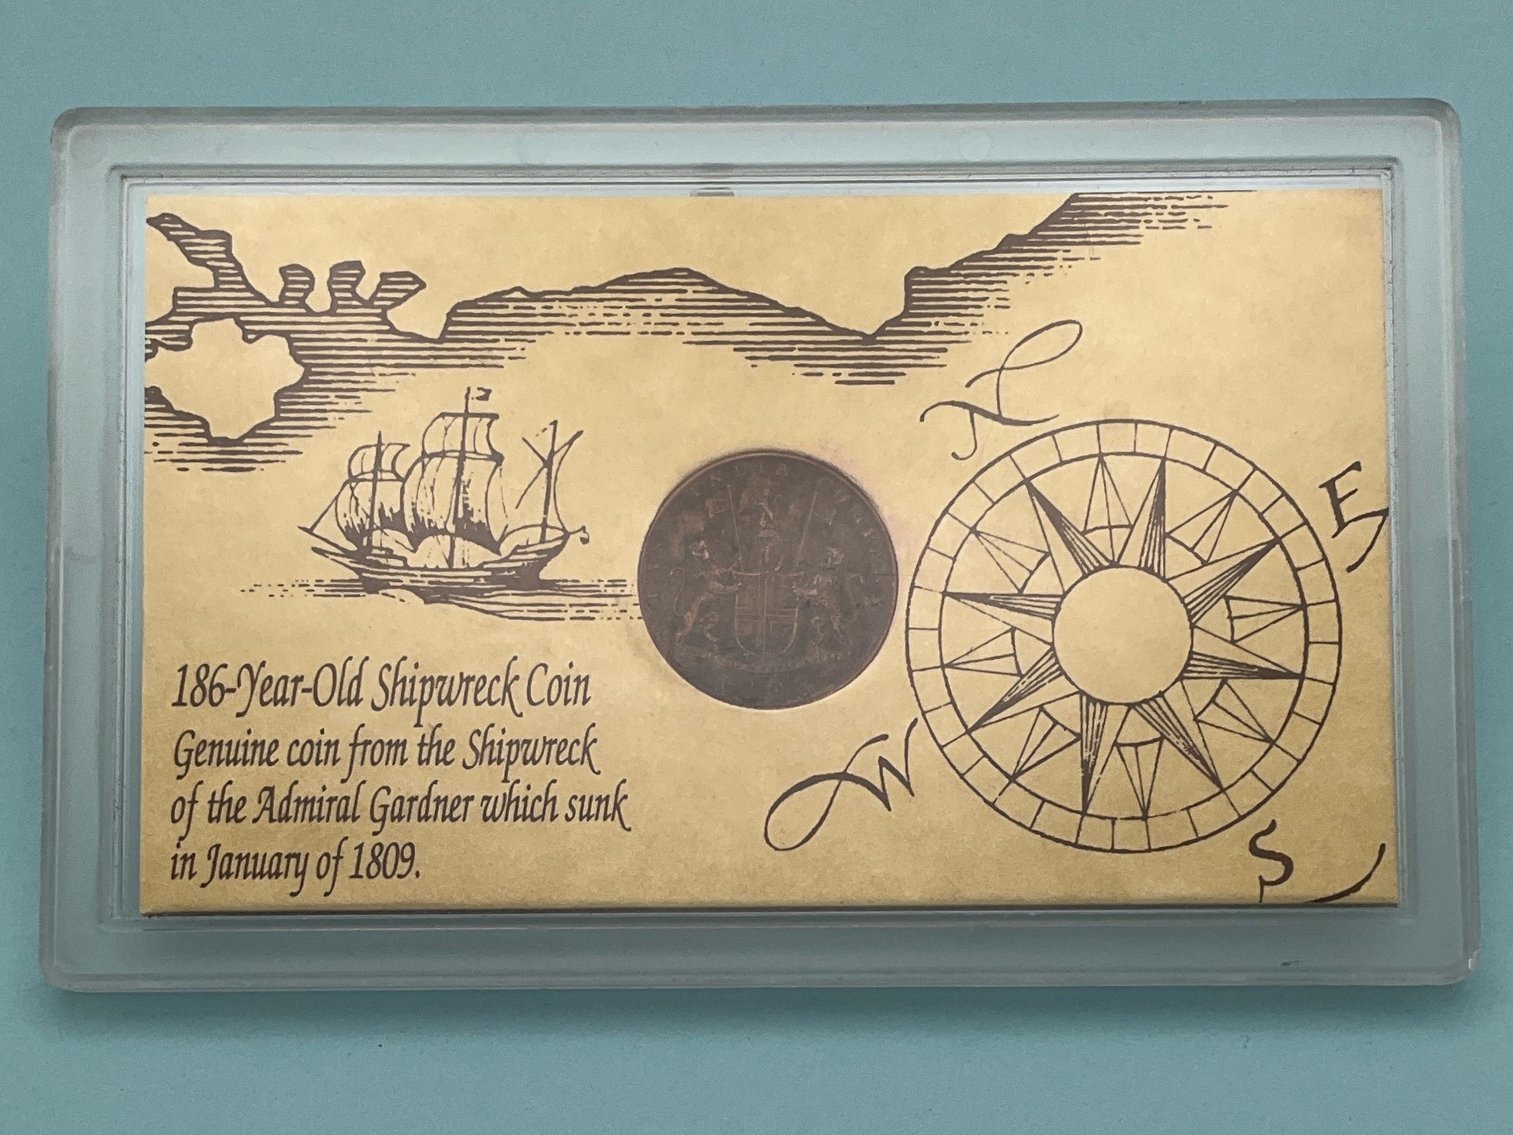 N
E
186-Year-Old Shipwreck Coin
Genuine coin from the Shipwreck
of the Admiral Gardner which sunk
in January of 1809.
W
S